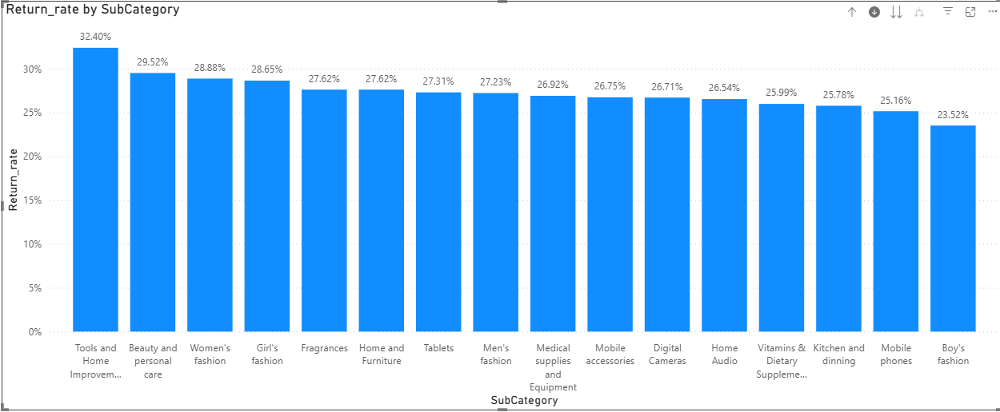 Return_rate by SubCategory
32.40%
29.52%
28.88%
28.65%
27.62%
27.62%
27.31%
27.23%
26.92%
26.75%
26.71%
26.54%
25.99%
25.78%
25.16%
23.52%
30%
25%
20%
15%
10%
5%
0%
Return_rate
Tools and
Home
Improvem...
Beauty and
personal
care
Women's
fashion
Girl's
fashion
Fragrances
Home and
Furniture
Tablets
Men's
fashion
Medical
supplies
and
Equipment
Mobile
accessories
Digital
Cameras
Home
Audio
Vitamins &
Dietary
Suppleme...
Kitchen and
dinning
Mobile
phones
Boy's
fashion
SubCategory